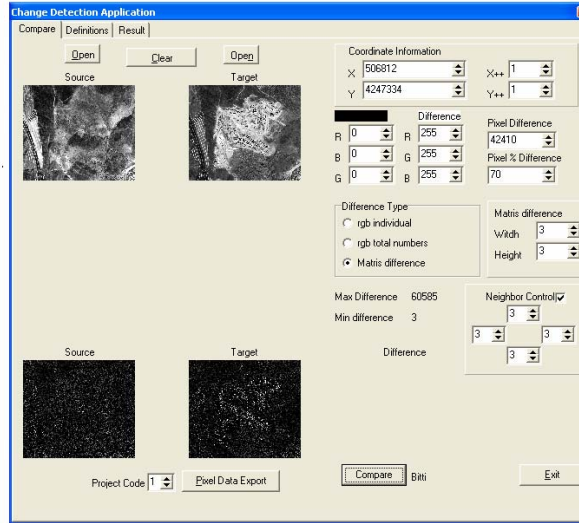 Change Detection Application
Compare Definitions Result
Open Clear Open
Source Target
Coordinate Information
X 506812 X++ 1
Y 4247334 Y++ 1
Difference
R 0 R 255
B 0 G 255
G 0 B 255
Pixel Difference
42410
Pixel % Difference
70
Difference Type
rgb individual
rgb total numbers
Matris difference
Matris difference
Witdh 3
Height 3
Max Difference 60585
Min difference 3
Neighbor Control
3
3 3
3
Source Target Difference
Project Code 1 Pixel Data Export
Compare Bitti Exit